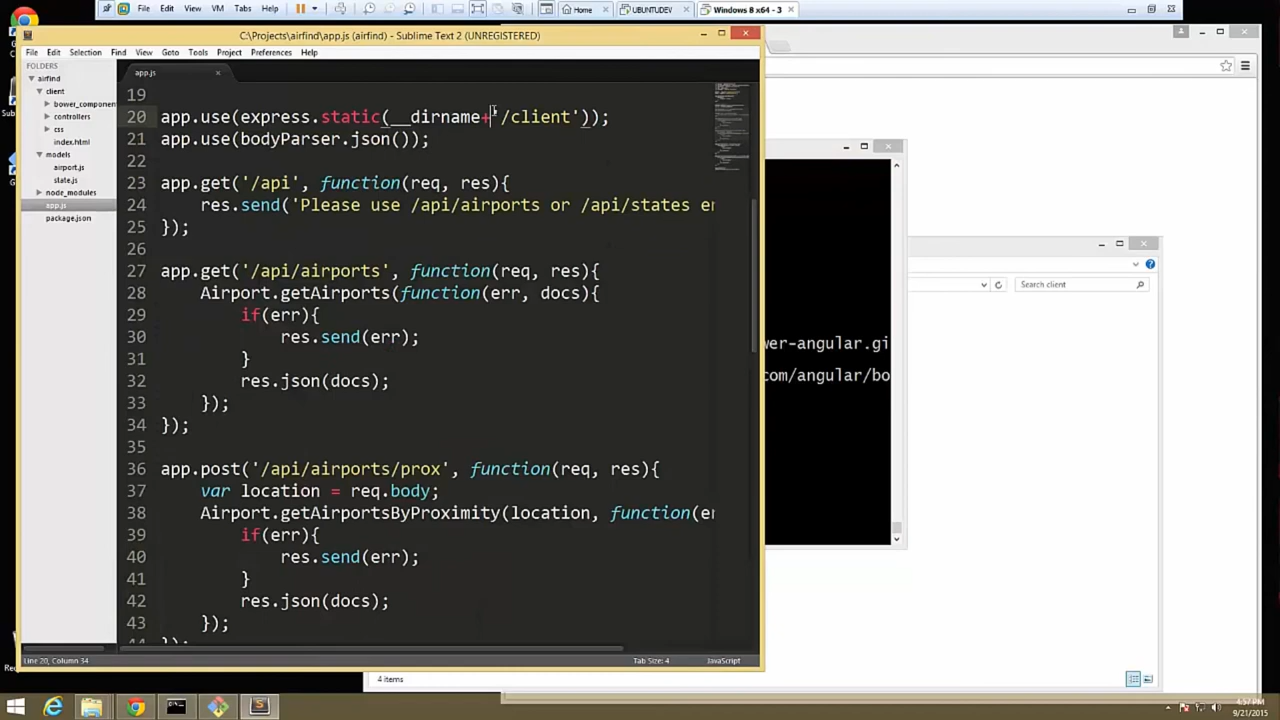 File Edit View VM Tabs Help Home UBUNTUDEV Windows 8 x64 - 3
C:\Projects\airfind\app.js (airfind) - Sublime Text 2 (UNREGISTERED)
File Edit Selection Find View Goto Tools Project Preferences Help
FOLDERS
airfind
client
bower_componen
controllers
css
index.html
models
airport.js
state.js
node_modules
app.js
package.json
app.js
19
20 app.use(express.static(__dirname+'/client'));
21 app.use(bodyParser.json());
22
23 app.get('/api', function(req, res){
24 res.send('Please use /api/airports or /api/states en
25 });
26
27 app.get('/api/airports', function(req, res){
28 Airport.getAirports(function(err, docs){
29 if(err){
30 res.send(err);
31 }
32 res.json(docs);
33 });
34 });
35
36 app.post('/api/airports/prox', function(req, res){
37 var location = req.body;
38 Airport.getAirportsByProximity(location, function(er
39 if(err){
40 res.send(err);
41 }
42 res.json(docs);
43 });
44 });
Line 20, Column 34 Tab Size: 4 JavaScript
Search client
wer-angular.gi
com/angular/bo
4 items
4:57 PM
9/21/2015